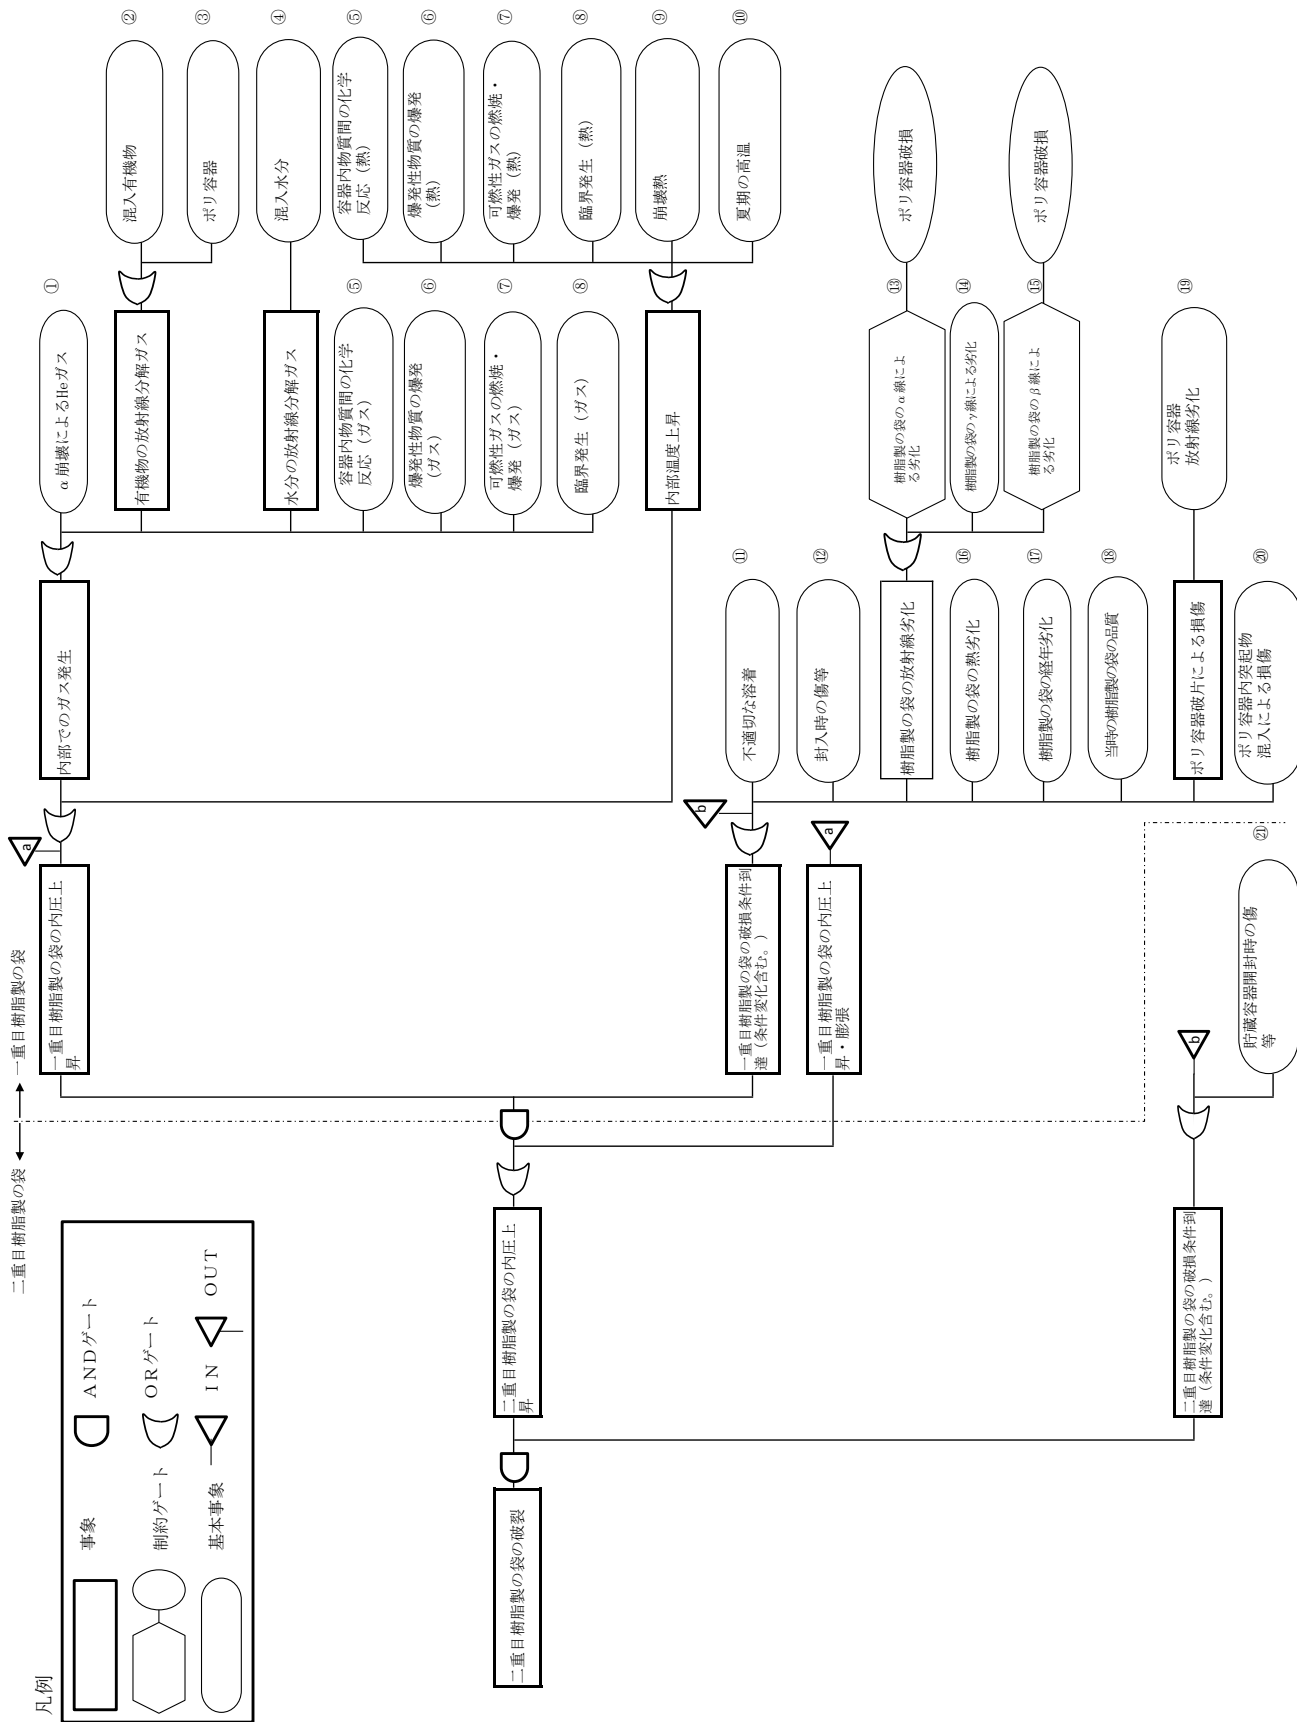 凡例
事象
ANDゲート
制約ゲート
ORゲート
基本事象
IN
OUT
二重目樹脂製の袋
一重目樹脂製の袋
二重目樹脂製の袋の破裂
二重目樹脂製の袋の内圧上
昇
二重目樹脂製の袋の破損条件到
達（条件変化含む。）
a
一重目樹脂製の袋の内圧上
昇
b
一重目樹脂製の袋の破損条件到
達（条件変化含む。）
a
一重目樹脂製の袋の内圧上
昇・膨張
b
貯蔵容器開封時の傷
等
㉑
内部でのガス発生
α崩壊によるHeガス
①
有機物の放射線分解ガス
混入有機物
②
ポリ容器
③
水分の放射線分解ガス
混入水分
④
容器内物質間の化学
反応（ガス）
⑤
爆発性物質の爆発
（ガス）
⑥
可燃性ガスの燃焼・
爆発（ガス）
⑦
臨界発生（ガス）
⑧
内部温度上昇
容器内物質間の化学
反応（熱）
⑤
爆発性物質の爆発
（熱）
⑥
可燃性ガスの燃焼・
爆発（熱）
⑦
臨界発生（熱）
⑧
崩壊熱
⑨
夏期の高温
⑩
不適切な溶着
⑪
封入時の傷等
⑫
樹脂製の袋の放射線劣化
樹脂製の袋のα線によ
る劣化
⑬
ポリ容器破損
樹脂製の袋のγ線による劣化
⑭
樹脂製の袋のβ線によ
る劣化
⑮
ポリ容器破損
樹脂製の袋の熱劣化
⑯
樹脂製の袋の経年劣化
⑰
当時の樹脂製の袋の品質
⑱
ポリ容器破片による損傷
ポリ容器
放射線劣化
⑲
ポリ容器内突起物
混入による損傷
⑳